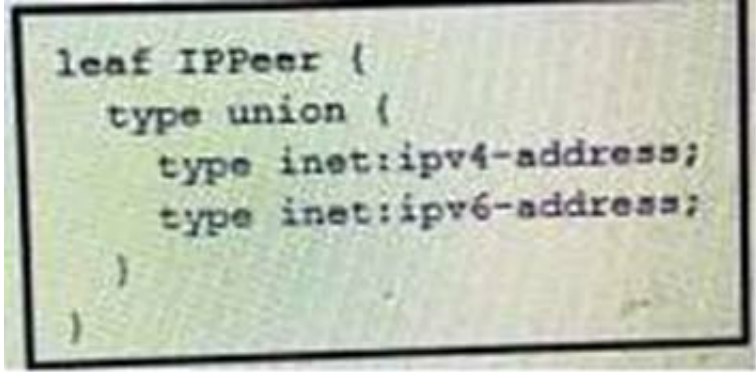 leaf IPPeer {
type union {
type inet:ipv4-address;
type inet:ipv6-address;
}
}